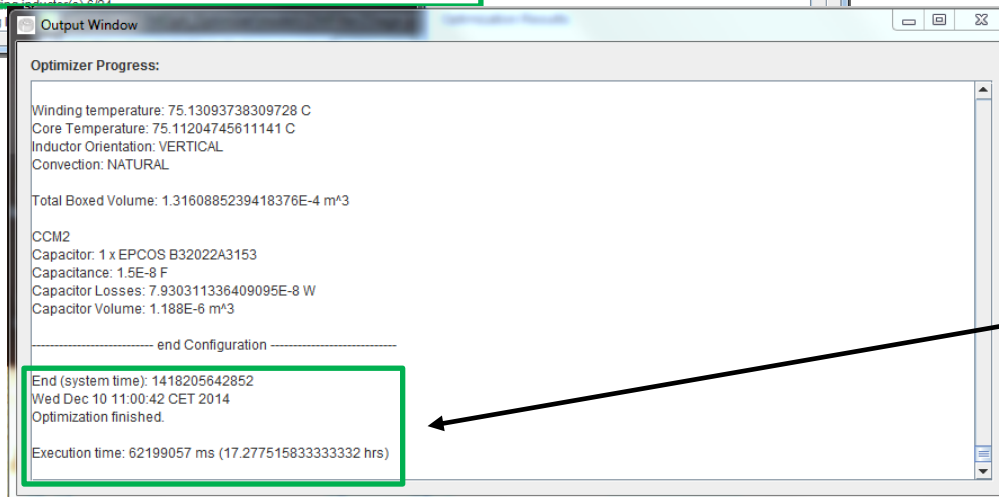 Output Window
Optimizer Progress:
Winding temperature: 75.13093738309728 C
Core Temperature: 75.11204745611141 C
Inductor Orientation: VERTICAL
Convection: NATURAL
Total Boxed Volume: 1.3160885239418376E-4 m^3
CCM2
Capacitor: 1 x EPCOS B32022A3153
Capacitance: 1.5E-8 F
Capacitor Losses: 7.930311336409095E-8 W
Capacitor Volume: 1.188E-6 m^3
--------------------------- end Configuration ----------------------------
End (system time): 1418205642852
Wed Dec 10 11:00:42 CET 2014
Optimization finished.
Execution time: 62199057 ms (17.277515833333332 hrs)